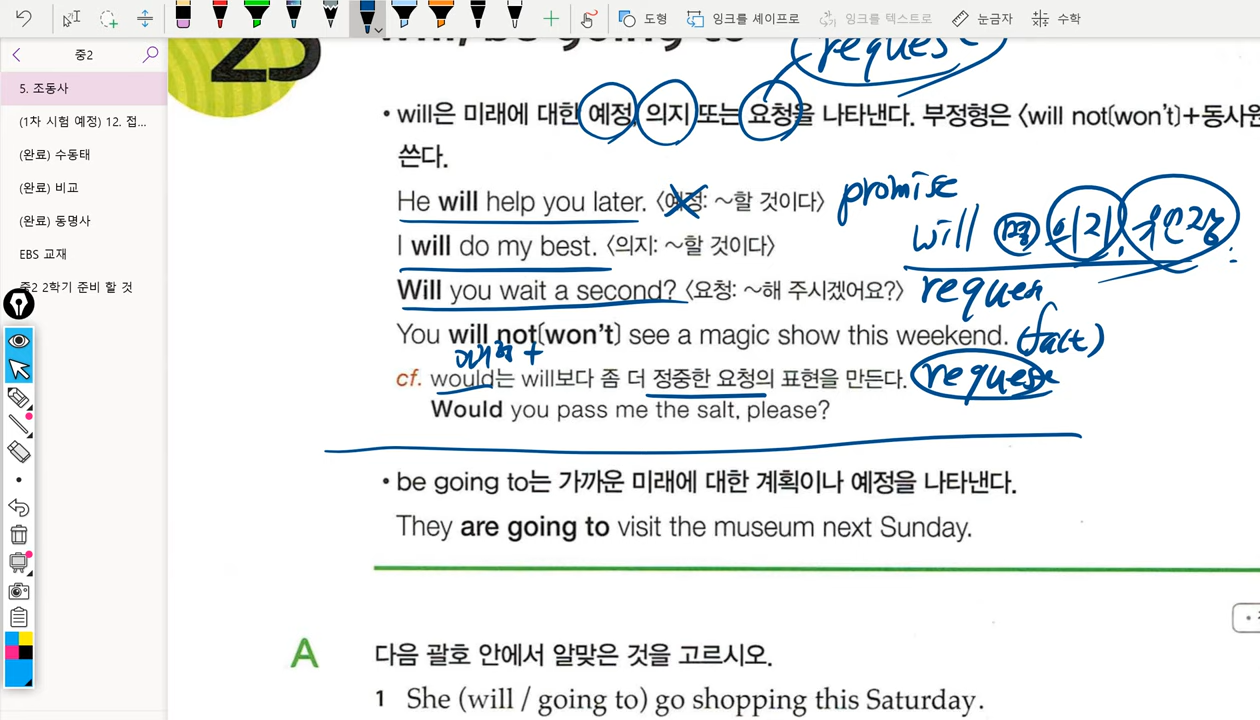 도형
잉크를 셰이프로
잉크를 텍스트로
눈금자
수학
중2
5. 조동사
(1차 시험 예정) 12. 접...
(완료) 수동태
(완료) 비교
(완료) 동명사
EBS 교재
중2 2학기 준비 할 것
23
will, be going to
request
• will은 미래에 대한 예정, 의지 또는 요청을 나타낸다. 부정형은 〈will not(won't)+동사원
쓴다.
He will help you later. 〈예정: ~할 것이다〉 promise
I will do my best. 〈의지: ~할 것이다〉
will 의지,
Will you wait a second? 〈요청: ~해 주시겠어요?〉 request
You will not(won't) see a magic show this weekend. (fact)
cf. would는 will보다 좀 더 정중한 요청의 표현을 만든다. request
Would you pass me the salt, please?
• be going to는 가까운 미래에 대한 계획이나 예정을 나타낸다.
They are going to visit the museum next Sunday.
A 다음 괄호 안에서 알맞은 것을 고르시오.
1 She (will / going to) go shopping this Saturday.